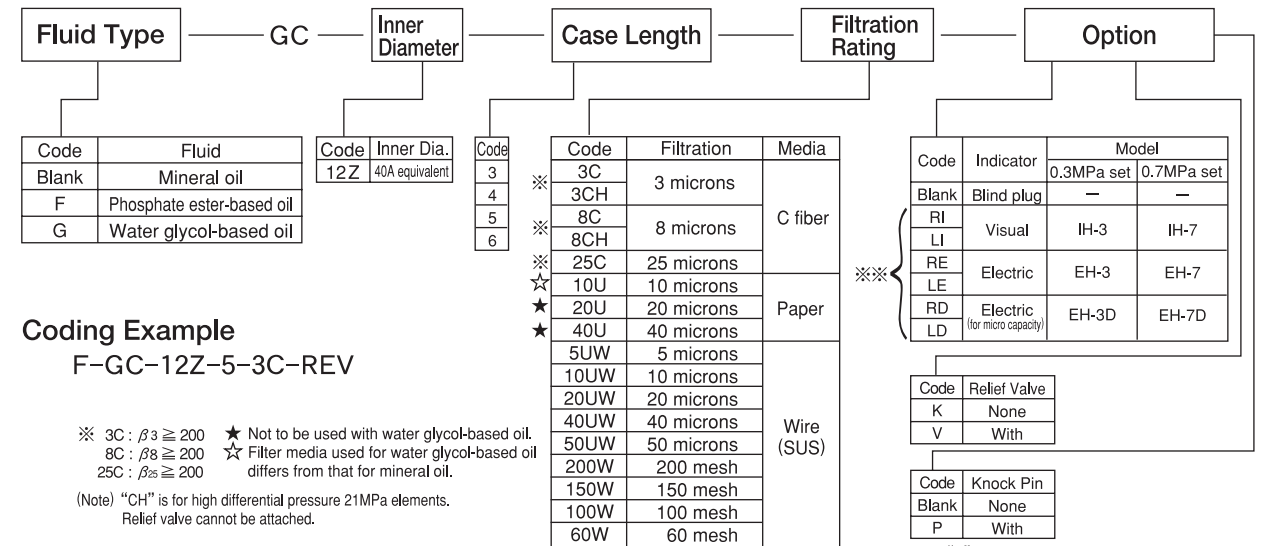 Fluid Type GC Inner Diameter Case Length Filtration Rating Option
Code Fluid
Blank Mineral oil
F Phosphate ester-based oil
G Water glycol-based oil
Code Inner Dia.
12Z 40A equivalent
Code
3
4
5
6
Code Filtration Media
※ 3C 3 microns C fiber
3CH
※ 8C 8 microns
8CH
※ 25C 25 microns
☆ 10U 10 microns Paper
★ 20U 20 microns
★ 40U 40 microns
5UW 5 microns Wire (SUS)
10UW 10 microns
20UW 20 microns
40UW 40 microns
50UW 50 microns
200W 200 mesh
150W 150 mesh
100W 100 mesh
60W 60 mesh
Code Indicator Model
0.3MPa set 0.7MPa set
Blank Blind plug – –
※※
RI Visual IH-3 IH-7
LI
RE Electric EH-3 EH-7
LE
RD Electric (for micro capacity) EH-3D EH-7D
LD
Code Relief Valve
K None
V With
Code Knock Pin
Blank None
P With
Coding Example
F-GC-12Z-5-3C-REV
※ 3C : β3 ≧ 200
8C : β8 ≧ 200
25C : β25 ≧ 200
★ Not to be used with water glycol-based oil.
☆ Filter media used for water glycol-based oil
differs from that for mineral oil.
(Note) “CH” is for high differential pressure 21MPa elements.
Relief valve cannot be attached.